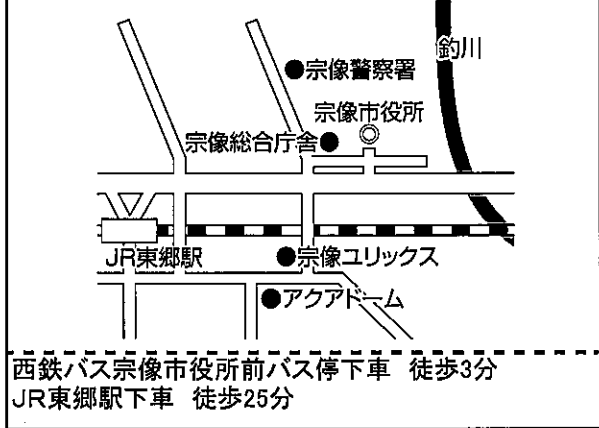 釣川
●宗像警察署
宗像市役所
宗像総合庁舎●
JR東郷駅
●宗像ユリックス
●アクアドーム
西鉄バス宗像市役所前バス停下車 徒歩3分
JR東郷駅下車 徒歩25分